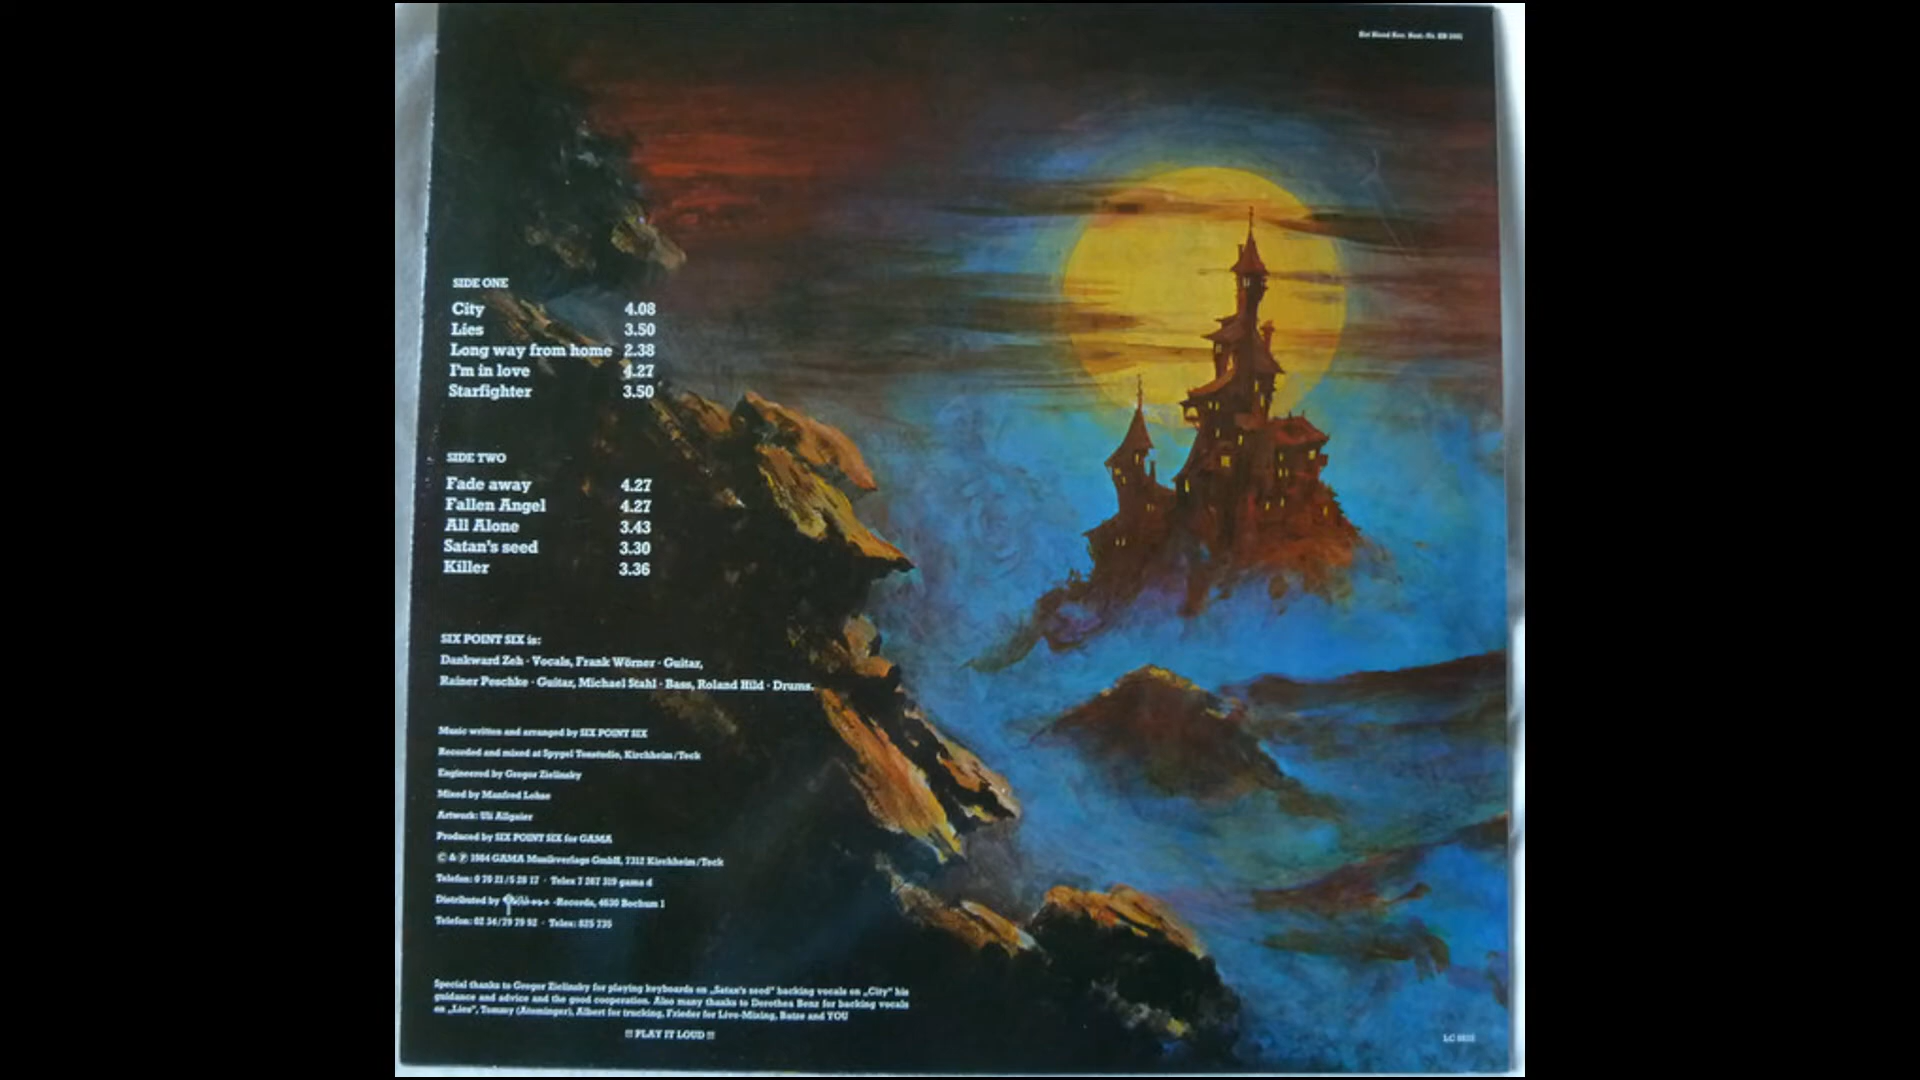 SIDE ONE
City 4.08
Lies 3.50
Long way from home 2.38
I'm in love 4.27
Starfighter 3.50
SIDE TWO
Fade away 4.27
Fallen Angel 4.27
All Alone 3.43
Satan's seed 3.30
Killer 3.36
SIX POINT SIX is:
Dankward Zeh · Vocals, Frank Wörner · Guitar,
Rainer Peschke · Guitar, Michael Stahl · Bass, Roland Hild · Drums.
Music written and arranged by SIX POINT SIX
Recorded and mixed at Spygel Tonstudio, Kirchheim/Teck
Engineered by Gregor Zielinsky
Mixed by Manfred Lohse
Artwork: Uli Allgaier
Produced by SIX POINT SIX for GAMA
© & ℗ 1984 GAMA Musikverlags GmbH, 7312 Kirchheim/Teck
Telefon: 0 70 21/5 28 17 · Telex 7 267 319 gama d
Distributed by -Records, 4630 Bochum 1
Telefon: 02 34/79 79 92 · Telex: 825 735
Special thanks to Gregor Zielinsky for playing keyboards on „Satan's seed" backing vocals on „City" his
guidance and advice and the good cooperation. Also many thanks to Dorothea Benz for backing vocals
on „Lies", Tommy (Atominger), Albert for trucking, Frieder for Live-Mixing, Batze and YOU
!!! PLAY IT LOUD !!!
LC